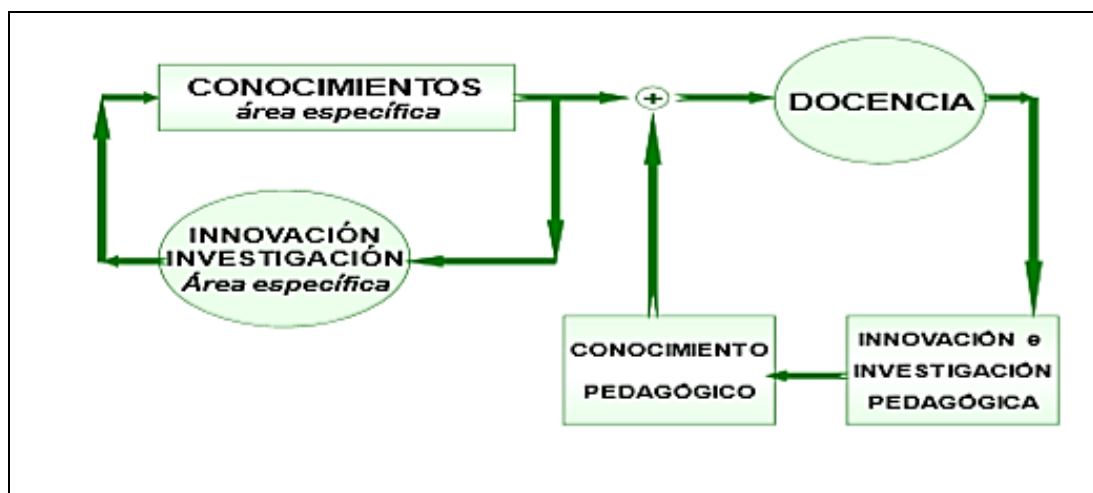 CONOCIMIENTOS
área específica
+
DOCENCIA
INNOVACIÓN
INVESTIGACIÓN
Área específica
CONOCIMIENTO
PEDAGÓGICO
INNOVACIÓN e
INVESTIGACIÓN
PEDAGÓGICA